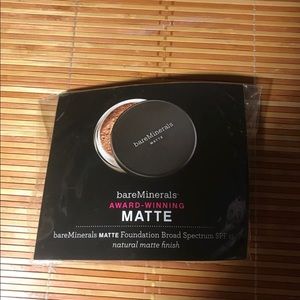 bareMinerals
MATTE
bareMinerals
AWARD-WINNING
MATTE
bareMinerals MATTE Foundation Broad Spectrum SPF
natural matte finish